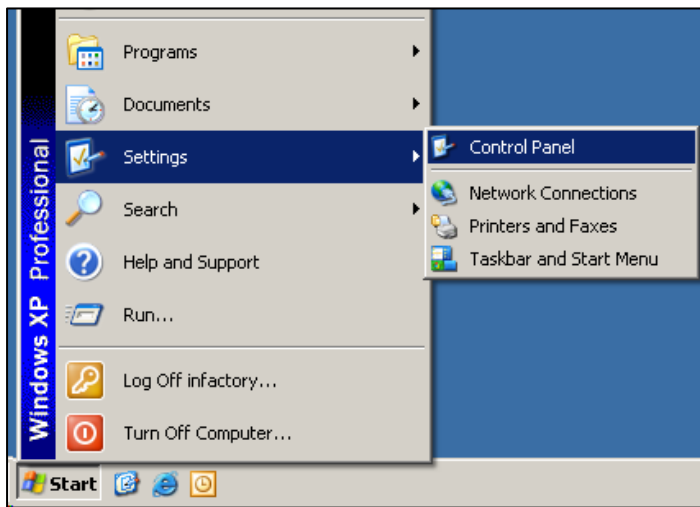 Programs
Documents
Settings
Search
Help and Support
Run...
Log Off infactory...
Turn Off Computer...
Windows XP Professional
Control Panel
Network Connections
Printers and Faxes
Taskbar and Start Menu
Start